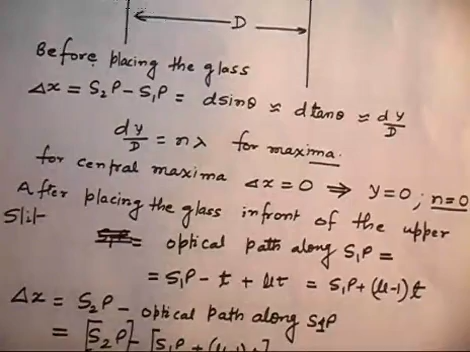 D
Before placing the glass
Δx = S₂P - S₁P = dsinθ ≈ dtanθ ≈ dy/D
dy/D = nλ for maxima.
for central maxima Δx = 0 ⇒ y=0; n=0
After placing the glass infront of the upper
Slit
= optical path along S₁P =
= S₁P - t + μt = S₁P + (μ-1)t
Δx = S₂P - optical path along S₁P
= [S₂P] - [S₁P + (μ-1)t]